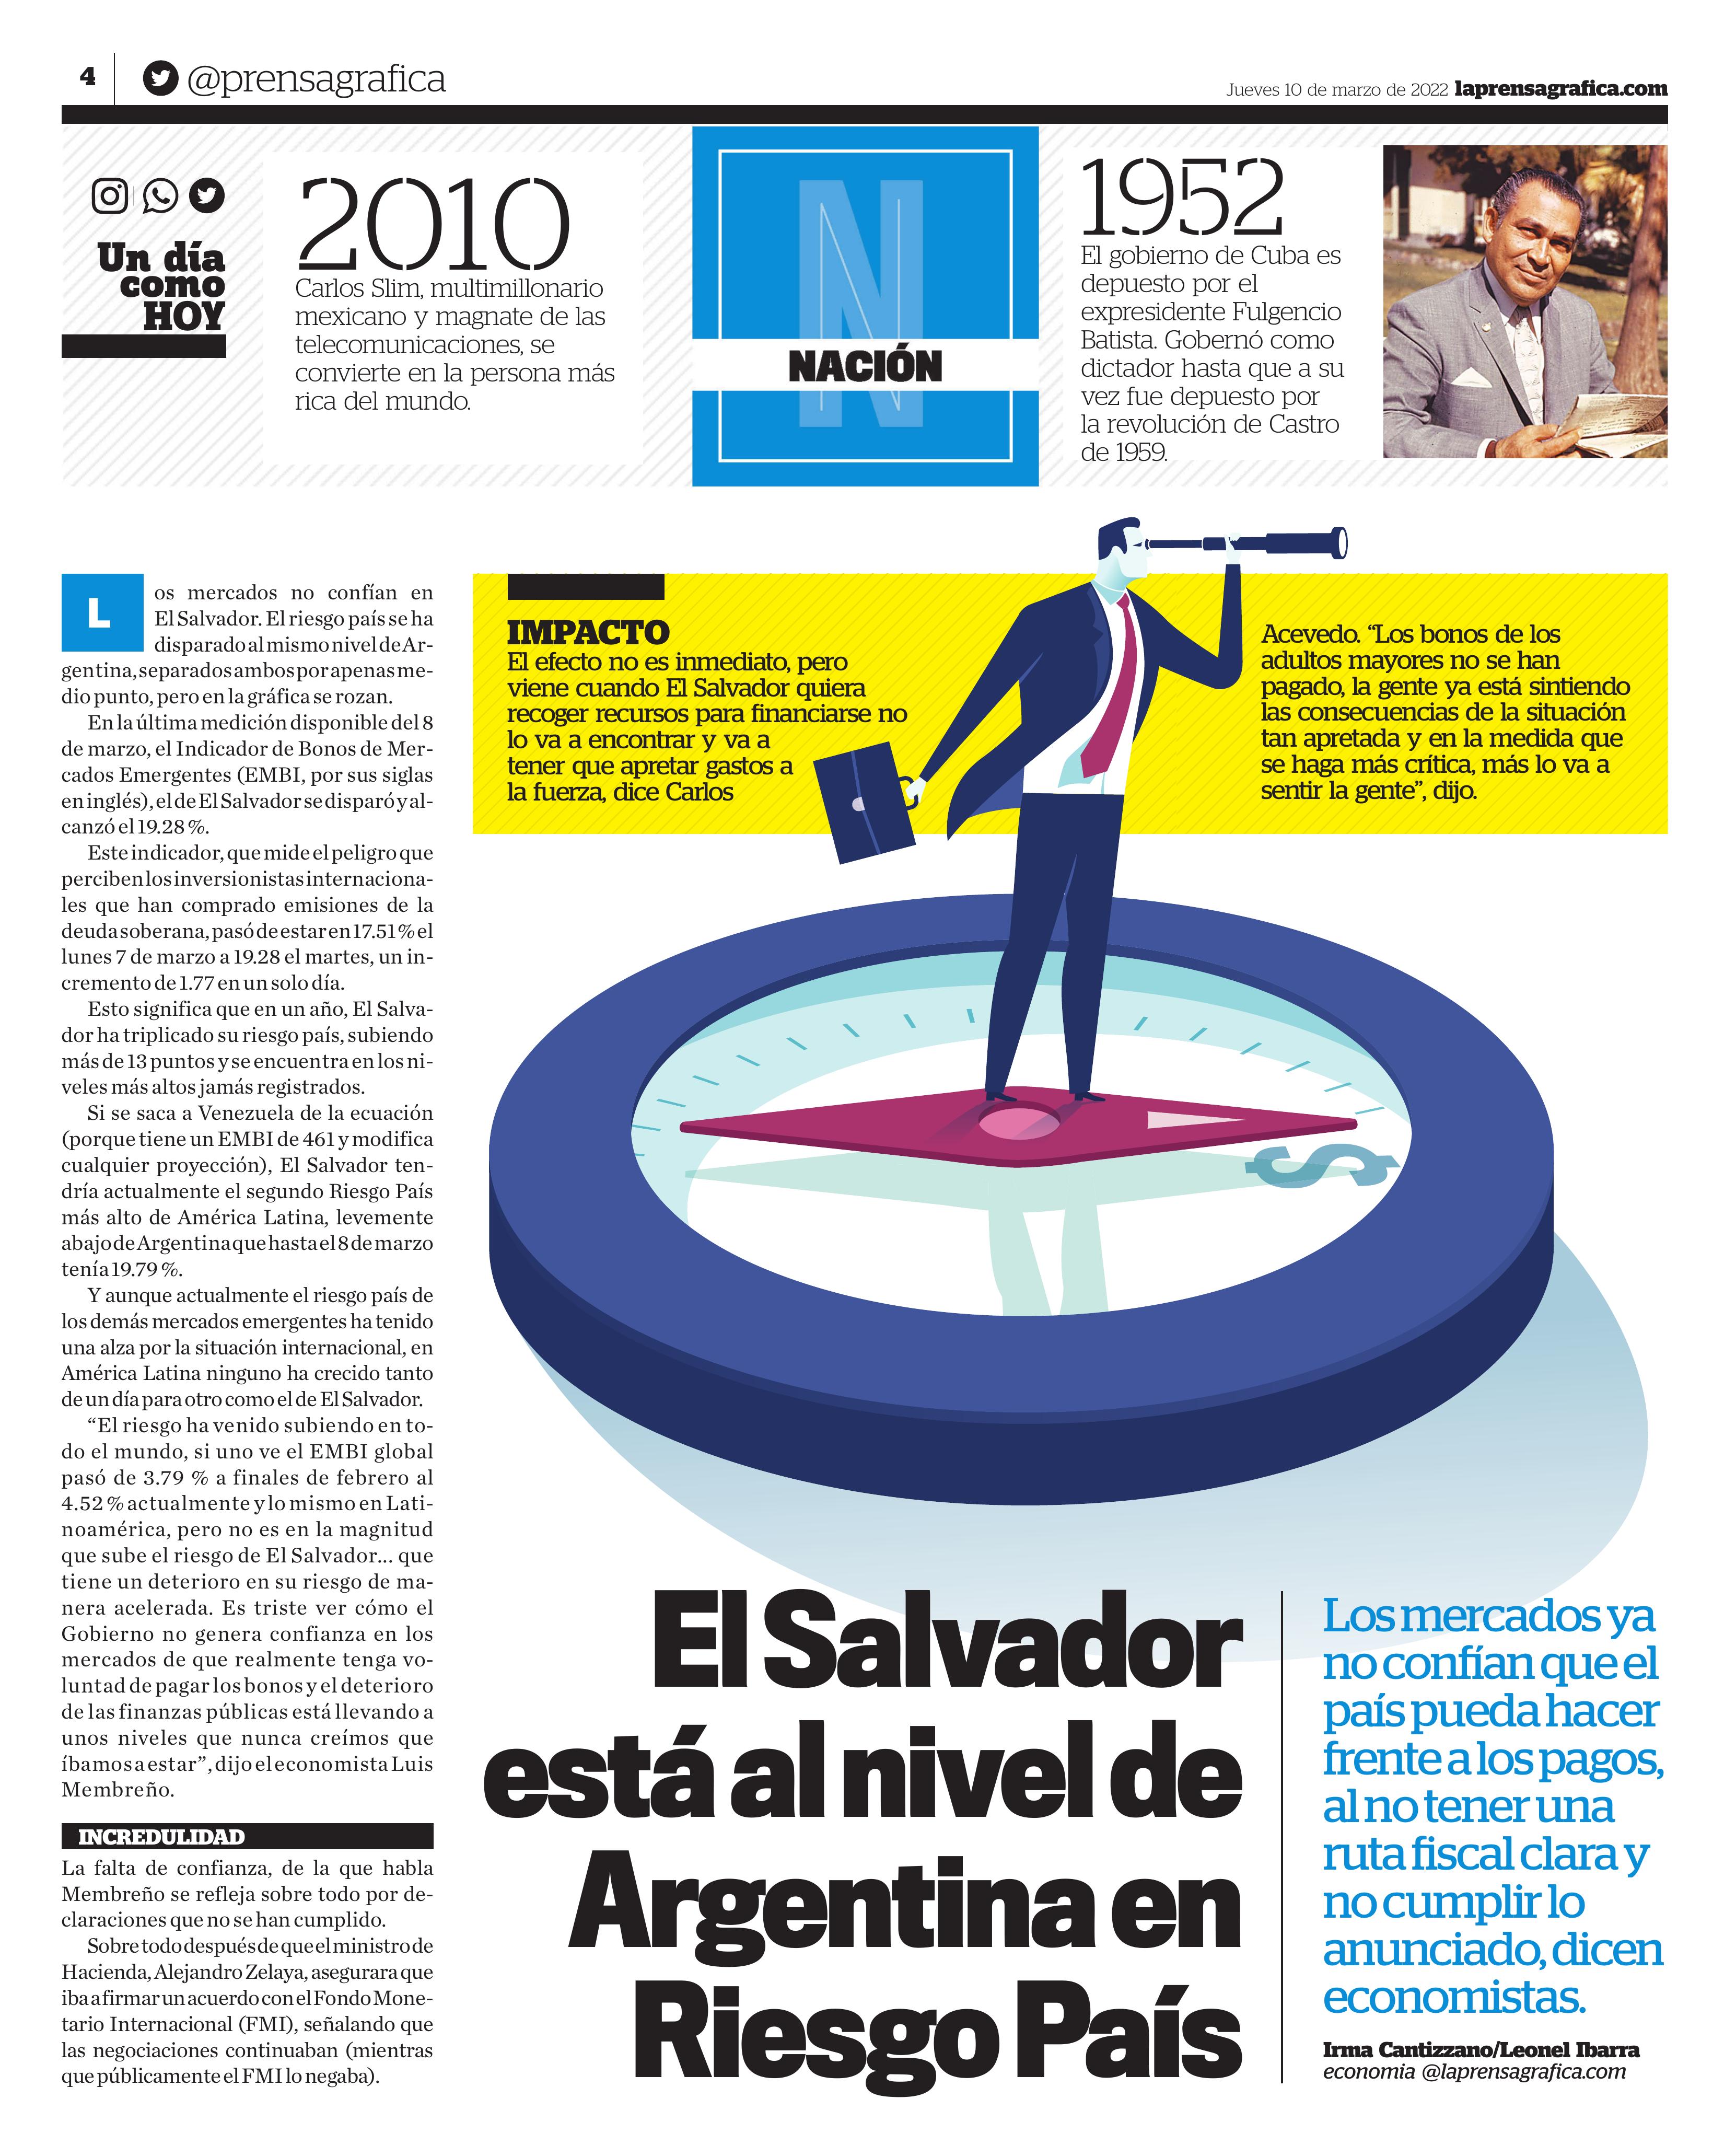 4
@prensagrafica
Jueves 10 de marzo de 2022 laprensagrafica.com
Un día
como
HOY
2010
Carlos Slim, multimillonario
mexicano y magnate de las
telecomunicaciones, se
convierte en la persona más
rica del mundo.
N
NACIÓN
1952
El gobierno de Cuba es
depuesto por el
expresidente Fulgencio
Batista. Gobernó como
dictador hasta que a su
vez fue depuesto por
la revolución de Castro
de 1959.
Los mercados no confían en
El Salvador. El riesgo país se ha
disparado al mismo nivel de Ar-
gentina, separados ambos por apenas me-
dio punto, pero en la gráfica se rozan.
En la última medición disponible del 8
de marzo, el Indicador de Bonos de Mer-
cados Emergentes (EMBI, por sus siglas
en inglés), el de El Salvador se disparó y al-
canzó el 19.28 %.
Este indicador, que mide el peligro que
perciben los inversionistas internaciona-
les que han comprado emisiones de la
deuda soberana, pasó de estar en 17.51 % el
lunes 7 de marzo a 19.28 el martes, un in-
cremento de 1.77 en un solo día.
Esto significa que en un año, El Salva-
dor ha triplicado su riesgo país, subiendo
más de 13 puntos y se encuentra en los ni-
veles más altos jamás registrados.
Si se saca a Venezuela de la ecuación
(porque tiene un EMBI de 461 y modifica
cualquier proyección), El Salvador ten-
dría actualmente el segundo Riesgo País
más alto de América Latina, levemente
abajo de Argentina que hasta el 8 de marzo
tenía 19.79 %.
Y aunque actualmente el riesgo país de
los demás mercados emergentes ha tenido
una alza por la situación internacional, en
América Latina ninguno ha crecido tanto
de un día para otro como el de El Salvador.
“El riesgo ha venido subiendo en to-
do el mundo, si uno ve el EMBI global
pasó de 3.79 % a finales de febrero al
4.52 % actualmente y lo mismo en Lati-
noamérica, pero no es en la magnitud
que sube el riesgo de El Salvador... que
tiene un deterioro en su riesgo de ma-
nera acelerada. Es triste ver cómo el
Gobierno no genera confianza en los
mercados de que realmente tenga vo-
luntad de pagar los bonos y el deterioro
de las finanzas públicas está llevando a
unos niveles que nunca creímos que
íbamos a estar”, dijo el economista Luis
Membreño.
INCREDULIDAD
La falta de confianza, de la que habla
Membreño se refleja sobre todo por de-
claraciones que no se han cumplido.
Sobre todo después de que el ministro de
Hacienda, Alejandro Zelaya, asegurara que
iba a firmar un acuerdo con el Fondo Mone-
tario Internacional (FMI), señalando que
las negociaciones continuaban (mientras
que públicamente el FMI lo negaba).
IMPACTO
El efecto no es inmediato, pero
viene cuando El Salvador quiera
recoger recursos para financiarse no
lo va a encontrar y va a
tener que apretar gastos a
la fuerza, dice Carlos
Acevedo. “Los bonos de los
adultos mayores no se han
pagado, la gente ya está sintiendo
las consecuencias de la situación
tan apretada y en la medida que
se haga más crítica, más lo va a
sentir la gente”, dijo.
$
El Salvador
está al nivel de
Argentina en
Riesgo País
Los mercados ya
no confían que el
país pueda hacer
frente a los pagos,
al no tener una
ruta fiscal clara y
no cumplir lo
anunciado, dicen
economistas.
Irma Cantizzano/Leonel Ibarra
economia @laprensagrafica.com